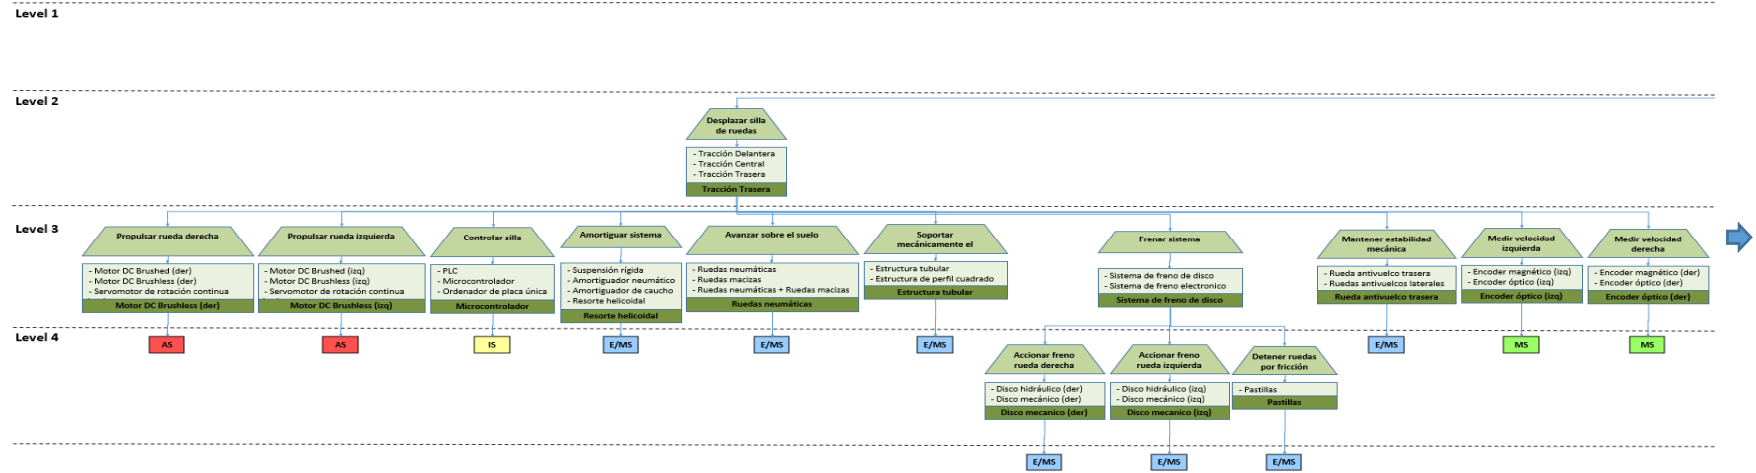 Level 1
Level 2
Desplazar silla
de ruedas
- Tracción Delantera
- Tracción Central
- Tracción Trasera
Tracción Trasera
Level 3
Propulsar rueda derecha
- Motor DC Brushed (der)
- Motor DC Brushless (der)
- Servomotor de rotación continua
Motor DC Brushless (der)
Propulsar rueda izquierda
- Motor DC Brushed (izq)
- Motor DC Brushless (izq)
- Servomotor de rotación continua
Motor DC Brushless (izq)
Controlar silla
- PLC
- Microcontrolador
- Ordenador de placa única
Microcontrolador
Amortiguar sistema
- Suspensión rígida
- Amortiguador neumático
- Amortiguador de caucho
- Resorte helicoidal
Resorte helicoidal
Avanzar sobre el suelo
- Ruedas neumáticas
- Ruedas macizas
- Ruedas neumáticas + Ruedas macizas
Ruedas neumáticas
Soportar
mecánicamente el
- Estructura tubular
- Estructura de perfil cuadrado
Estructura tubular
Frenar sistema
- Sistema de freno de disco
- Sistema de freno electronico
Sistema de freno de disco
Mantener estabilidad
mecánica
- Rueda antivuelco trasera
- Ruedas antivuelcos laterales
Rueda antivuelco trasera
Medir velocidad
izquierda
- Encoder magnético (izq)
- Encoder óptico (izq)
Encoder óptico (izq)
Medir velocidad
derecha
- Encoder magnético (der)
- Encoder óptico (der)
Encoder óptico (der)
Level 4
AS
AS
IS
E/MS
E/MS
E/MS
E/MS
MS
MS
Accionar freno
rueda derecha
- Disco hidráulico (der)
- Disco mecánico (der)
Disco mecanico (der)
Accionar freno
rueda izquierda
- Disco hidráulico (izq)
- Disco mecánico (izq)
Disco mecanico (izq)
Detener ruedas
por fricción
- Pastillas
Pastillas
E/MS
E/MS
E/MS